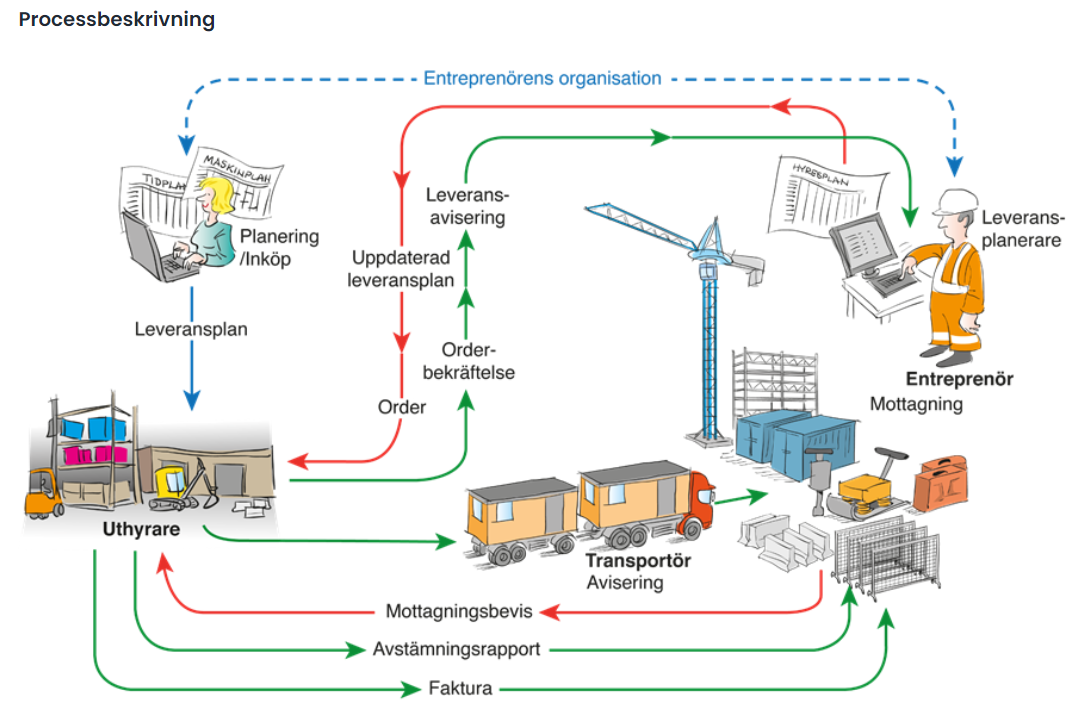 Processbeskrivning
Entreprenörens organisation
TIDPLAN
MASKINPLAN
Planering
/Inköp
Leveransplan
Leverans-
avisering
Uppdaterad
leveransplan
Order-
bekräftelse
Order
HYRESPLAN
Leverans-
planerare
Entreprenör
Mottagning
Uthyrare
Transportör
Avisering
Mottagningsbevis
Avstämningsrapport
Faktura